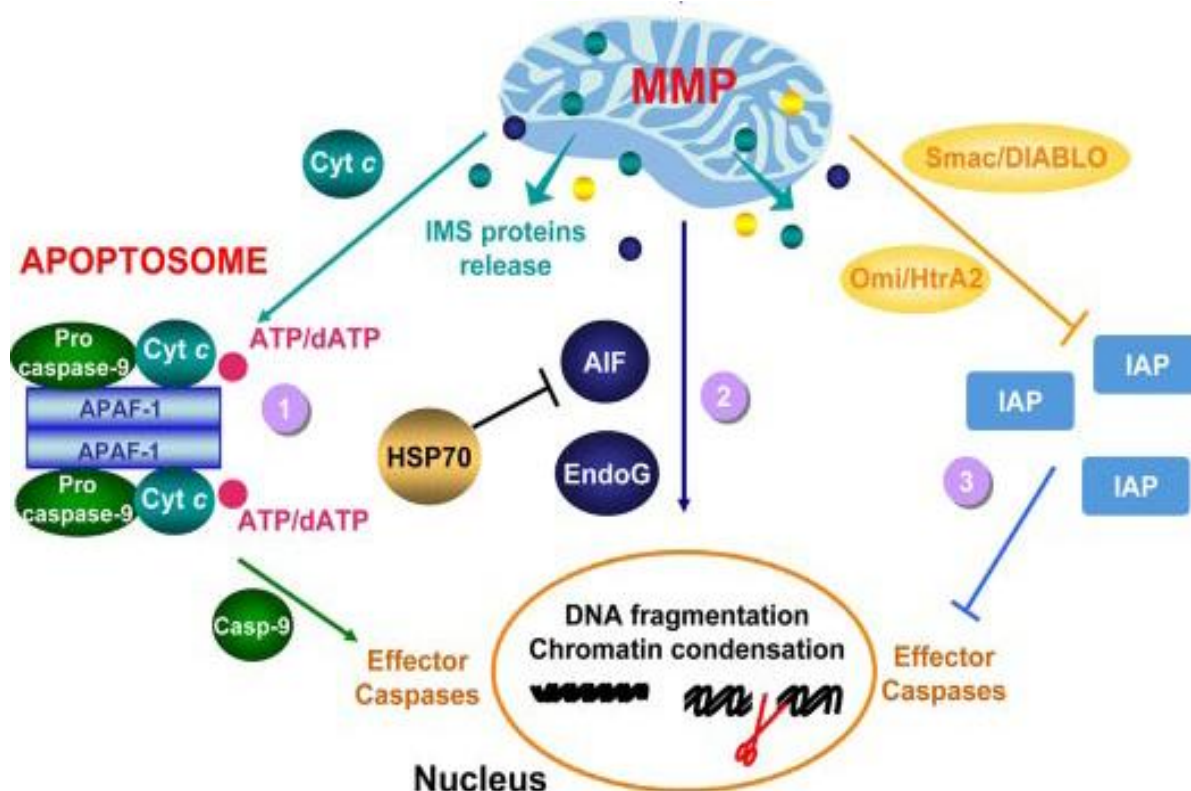 MMP
Cyt c
Smac/DIABLO
IMS proteins
release
Omi/HtrA2
APOPTOSOME
ATP/dATP
Pro
caspase-9
Cyt c
APAF-1
APAF-1
Pro
caspase-9
Cyt c
ATP/dATP
1
HSP70
AIF
EndoG
2
IAP
IAP
IAP
3
Casp-9
Effector
Caspases
DNA fragmentation
Chromatin condensation
Effector
Caspases
Nucleus